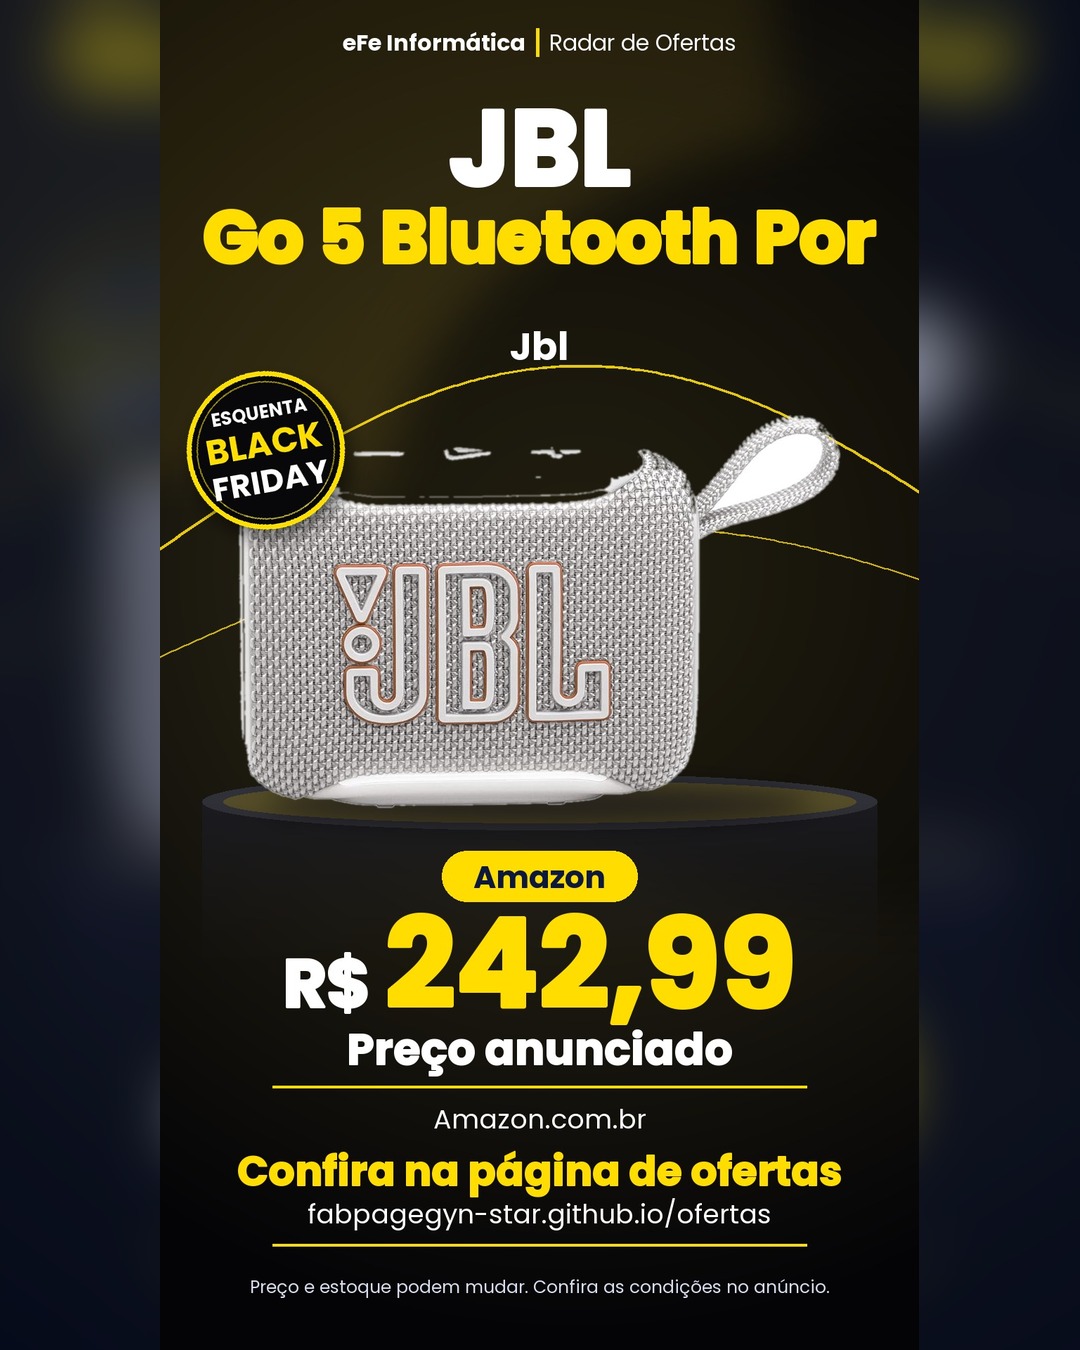 eFe Informática | Radar de Ofertas
JBL
Go 5 Bluetooth Por
Jbl
ESQUENTA
BLACK
FRIDAY
JBL
Amazon
R$ 242,99
Preço anunciado
Amazon.com.br
Confira na página de ofertas
fabpagegyn-star.github.io/ofertas
Preço e estoque podem mudar. Confira as condições no anúncio.